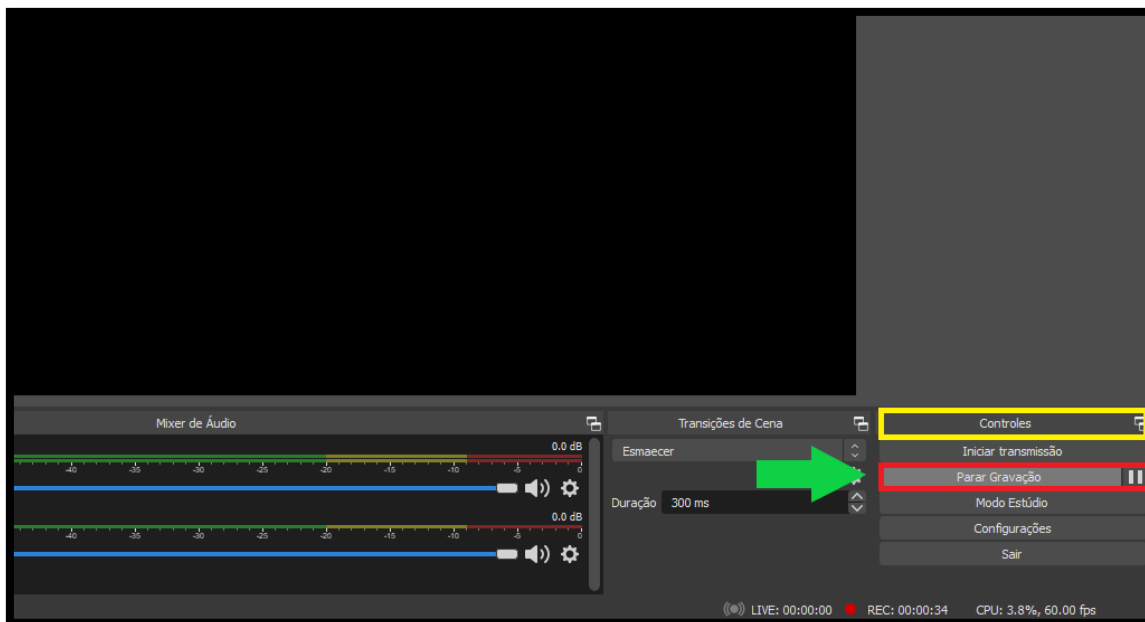 Mixer de Áudio
Transições de Cena
Controles
0.0 dB
-40 -35 -30 -25 -20 -15 -10 -5 0
0.0 dB
-40 -35 -30 -25 -20 -15 -10 -5 0
Esmaecer
Duração 300 ms
Iniciar transmissão
Parar Gravação
Modo Estúdio
Configurações
Sair
LIVE: 00:00:00 REC: 00:00:34 CPU: 3.8%, 60.00 fps